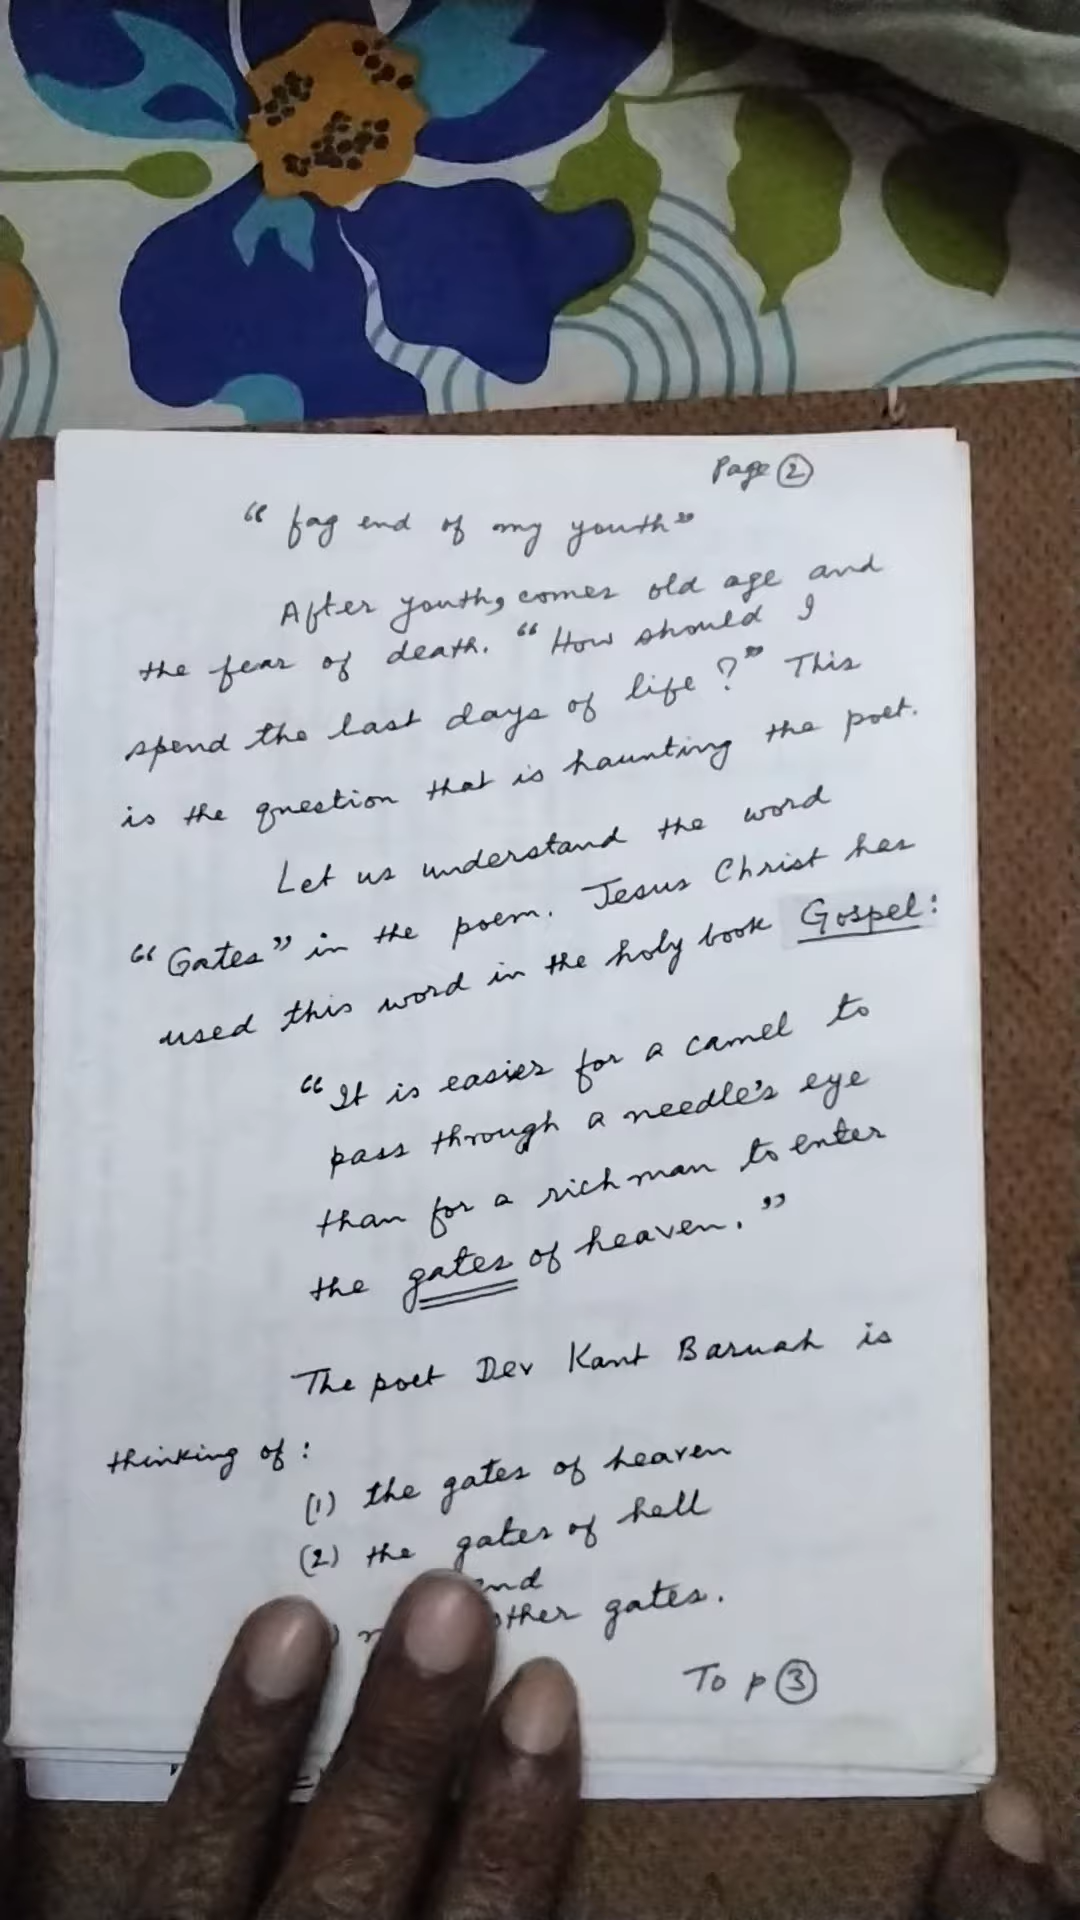 Page 2
"fag end of my youth"
After youth, comes old age and
the fear of death. "How should I
spend the last days of life?" This
is the question that is haunting the poet.
Let us understand the word
"Gates" in the poem. Jesus Christ has
used this word in the holy book Gospel:
"It is easier for a camel to
pass through a needle's eye
than for a rich man to enter
the gates of heaven."
The poet Dev Kant Baruah is
thinking of:
(1) the gates of heaven
(2) the gates of hell
and
other gates.
To p 3